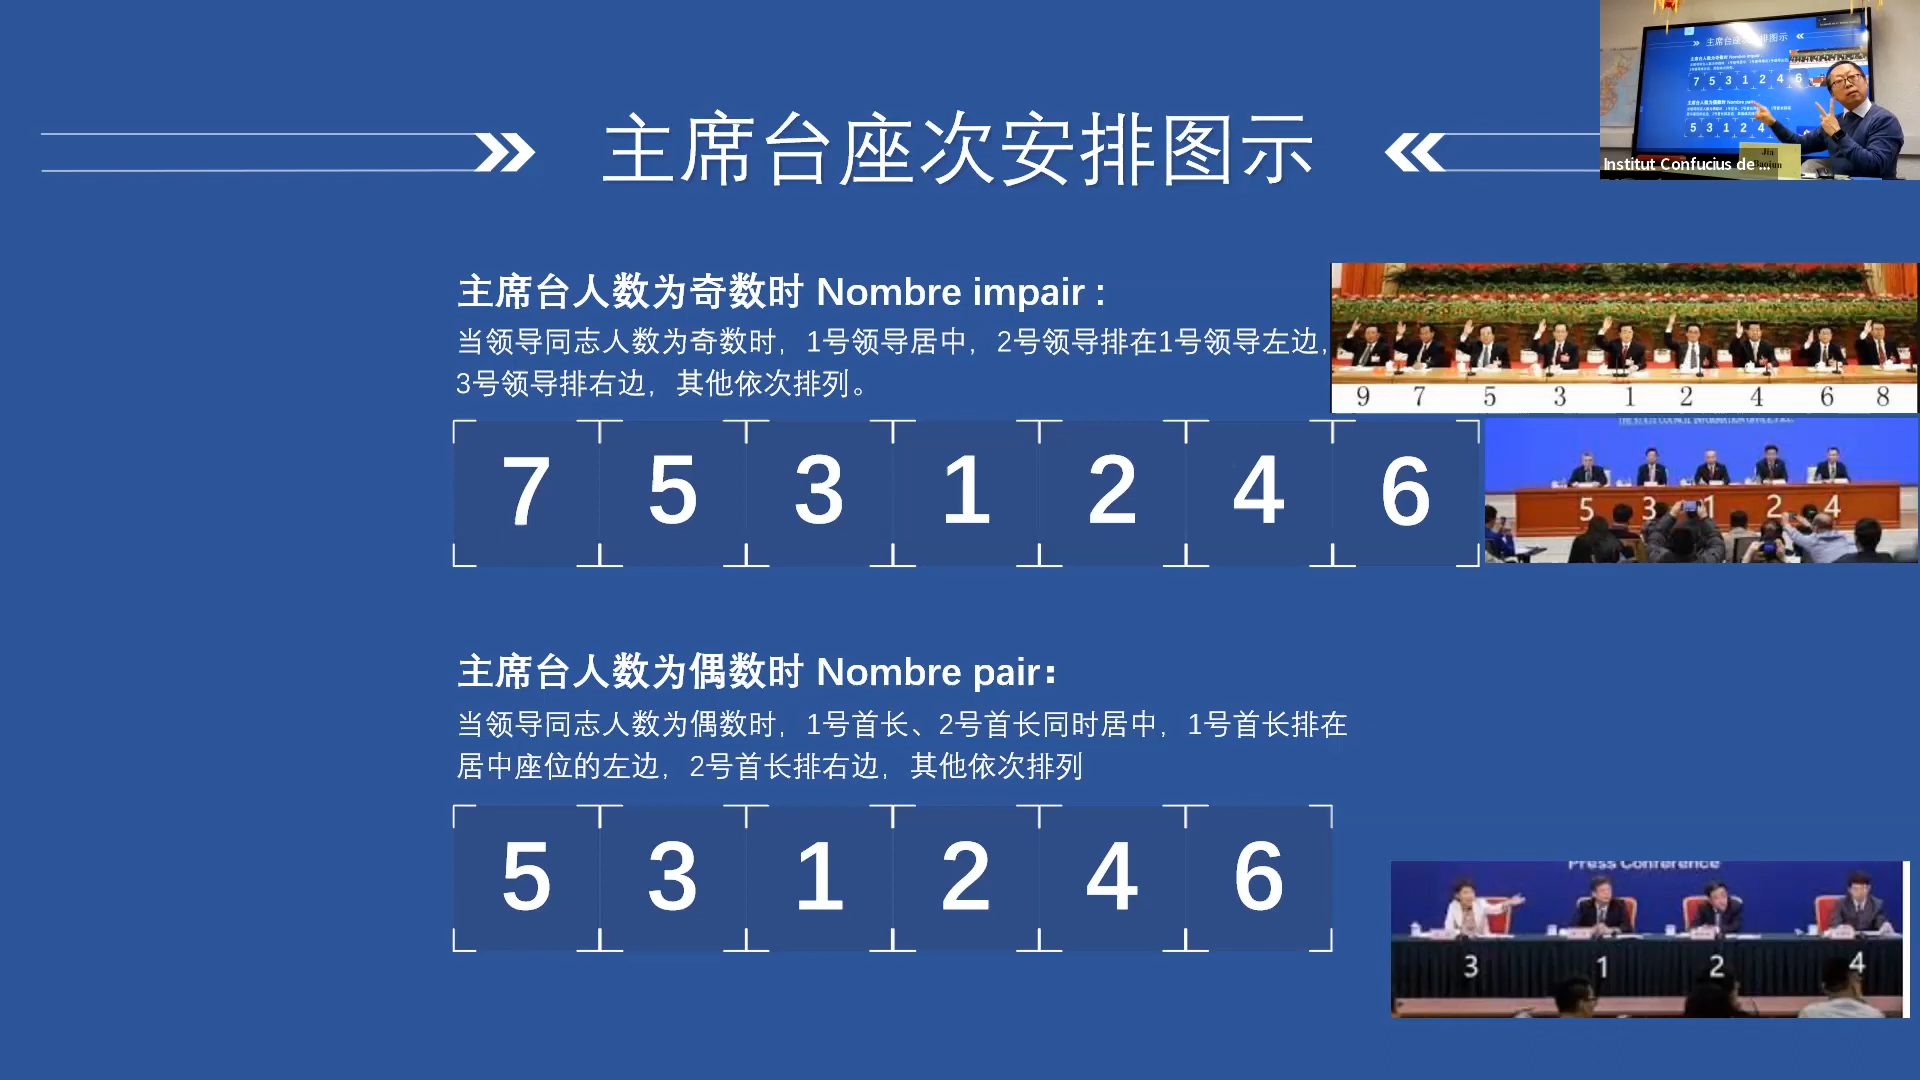 主席台座次安排图示
Institut Confucius de ...
主席台人数为奇数时 Nombre impair :
当领导同志人数为奇数时，1号领导居中，2号领导排在1号领导左边，
3号领导排右边，其他依次排列。
7 5 3 1 2 4 6
9 7 5 3 1 2 4 6 8
THE STATE COUNCIL INFORMATION OFFICE
5 3 1 2 4
主席台人数为偶数时 Nombre pair：
当领导同志人数为偶数时，1号首长、2号首长同时居中，1号首长排在
居中座位的左边，2号首长排右边，其他依次排列
5 3 1 2 4 6
Press Conference
3 1 2 4